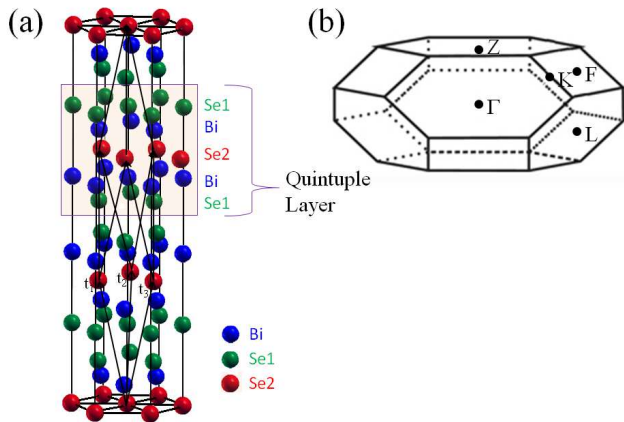 (a)
Se1
Bi
Se2
Bi
Se1
Quintuple
Layer
t1
t2
t3
Bi
Se1
Se2
(b)
Z
K
F
Γ
L